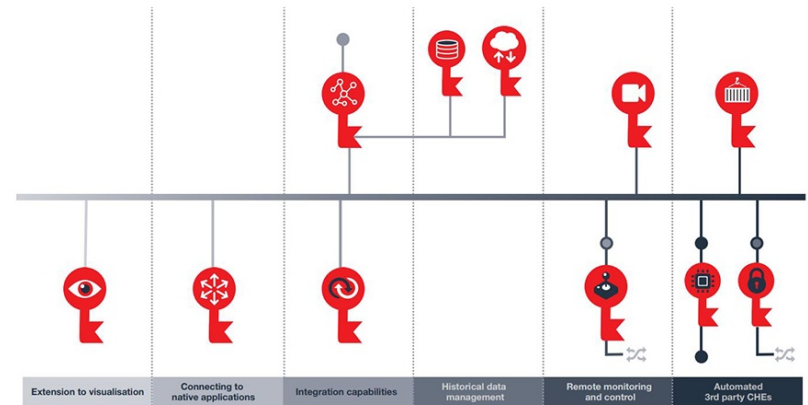 Extension to visualisation
Connecting to
native applications
Integration capabilities
Historical data
management
Remote monitoring
and control
Automated
3rd party CHEs